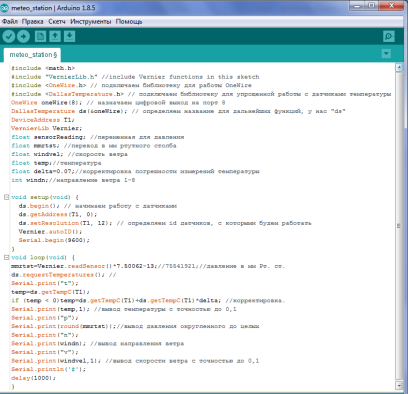 meteo_station | Arduino 1.8.5
Файл Правка Скетч Инструменты Помощь
meteo_station §
#include <math.h>
#include "VernierLib.h" //include Vernier functions in this sketch
#include <OneWire.h> // подключаем библиотеку для работы OneWire
#include <DallasTemperature.h> // подключаем библиотеку для упрощенной работы с датчиками температуры
OneWire oneWire(8); // назначаем цифровой выход на порт 8
DallasTemperature ds(&oneWire); // определяем название для дальнейших функций, у нас "ds"
DeviceAddress T1;
VernierLib Vernier;
float sensorReading; //переменная для давления
float mmrtst; //перевод в мм ртутного столба
float windvel; //скорость ветра
float temp;//температура
float delta=0.07;//корректировка погрешности измерений температуры
int windn;//направление ветра 1-8
void setup(void) {
ds.begin(); // начинаем работу с датчиками
ds.getAddress(T1, 0);
ds.setResolution(T1, 12); // определяем id датчиков, с которыми будем работать
Vernier.autoID();
Serial.begin(9600);
}
void loop(void) {
mmrtst=Vernier.readSensor()*7.50062-13;//75541921;//давление в мм Рт. ст.
ds.requestTemperatures(); //
Serial.print("t");
temp=ds.getTempC(T1);
if (temp < 0)temp=ds.getTempC(T1)+ds.getTempC(T1)*delta; //корректировка.
Serial.print(temp,1); //вывод температуры с точностью до 0,1
Serial.print("p");
Serial.print(round(mmrtst));//вывод давления округленного до целых
Serial.print("n");
Serial.print(windn); //вывод направления ветра
Serial.print("v");
Serial.print(windvel,1); //вывод скорости ветра с точностью до 0,1
Serial.println('$');
delay(1000);
}